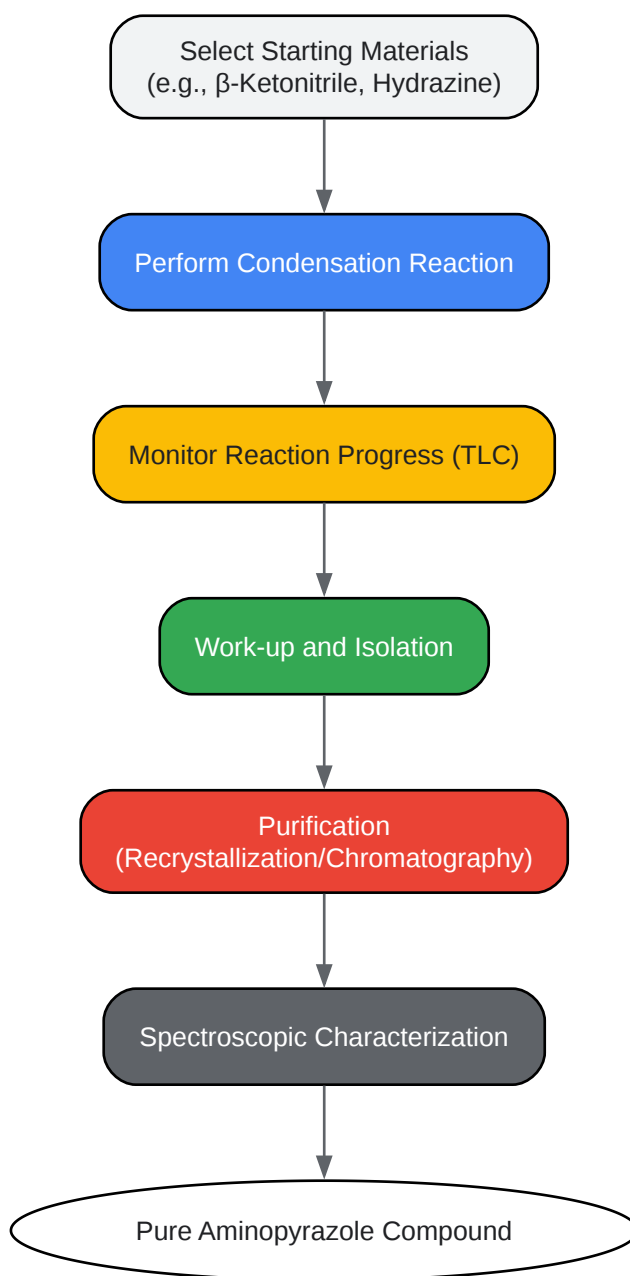 Select Starting Materials
(e.g., β-Ketonitrile, Hydrazine)
Perform Condensation Reaction
Monitor Reaction Progress (TLC)
Work-up and Isolation
Purification
(Recrystallization/Chromatography)
Spectroscopic Characterization
Pure Aminopyrazole Compound